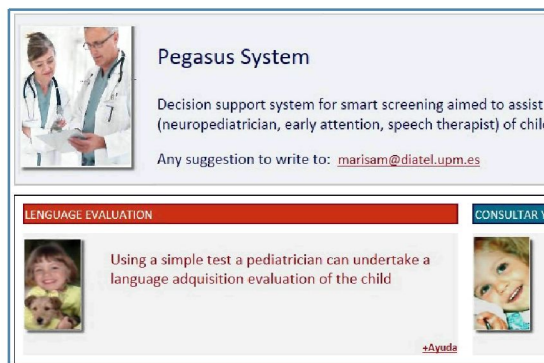 Pegasus System
Decision support system for smart screening aimed to assist
(neuropediatrician, early attention, speech therapist) of chil
Any suggestion to write to: marisam@diatel.upm.es
LENGUAGE EVALUATION
CONSULTAR Y
Using a simple test a pediatrician can undertake a
language adquisition evaluation of the child
+Ayuda